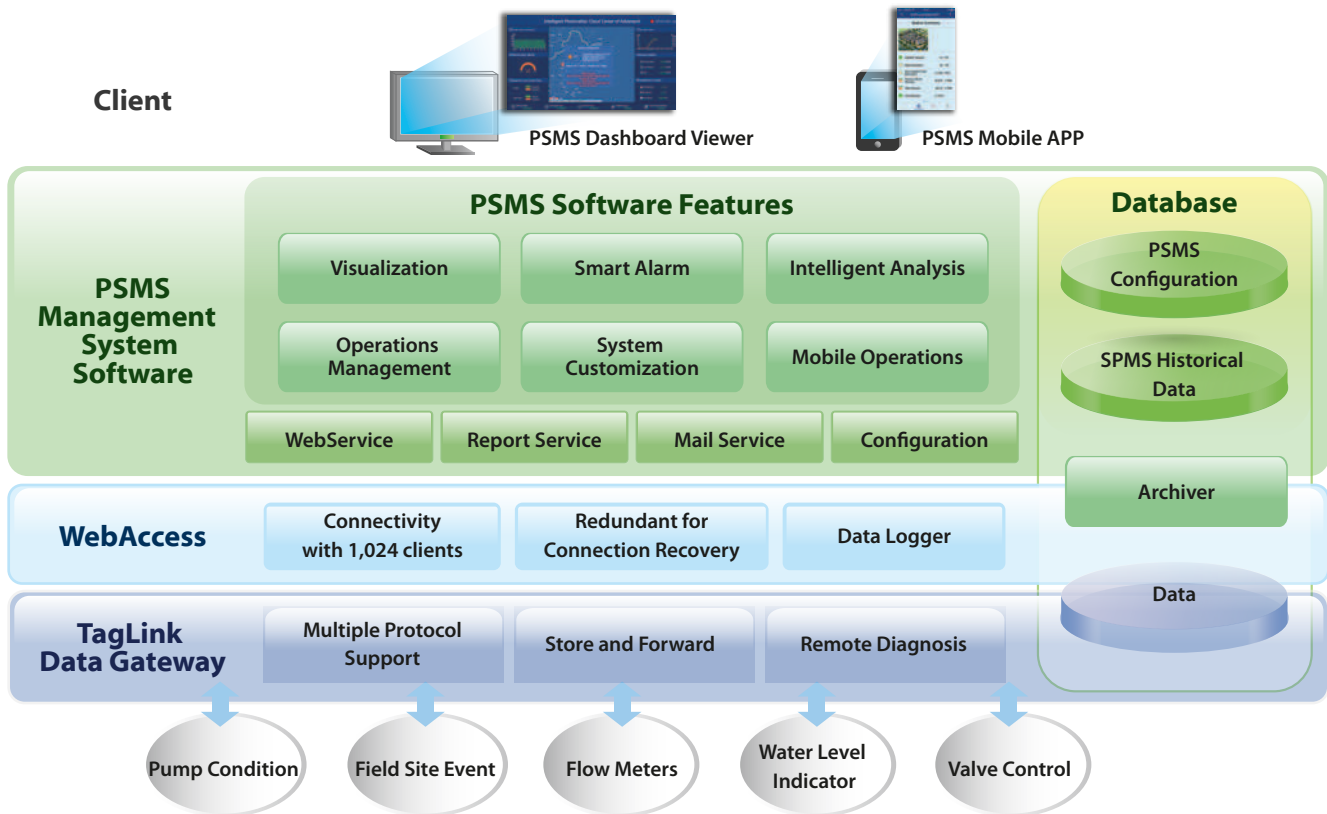 Client
PSMS Dashboard Viewer
PSMS Mobile APP
PSMS
Management
System
Software
PSMS Software Features
Visualization
Smart Alarm
Intelligent Analysis
Operations
Management
System
Customization
Mobile Operations
WebService
Report Service
Mail Service
Configuration
Database
PSMS
Configuration
SPMS Historical
Data
Archiver
WebAccess
Connectivity
with 1,024 clients
Redundant for
Connection Recovery
Data Logger
Data
TagLink
Data Gateway
Multiple Protocol
Support
Store and Forward
Remote Diagnosis
Pump Condition
Field Site Event
Flow Meters
Water Level
Indicator
Valve Control